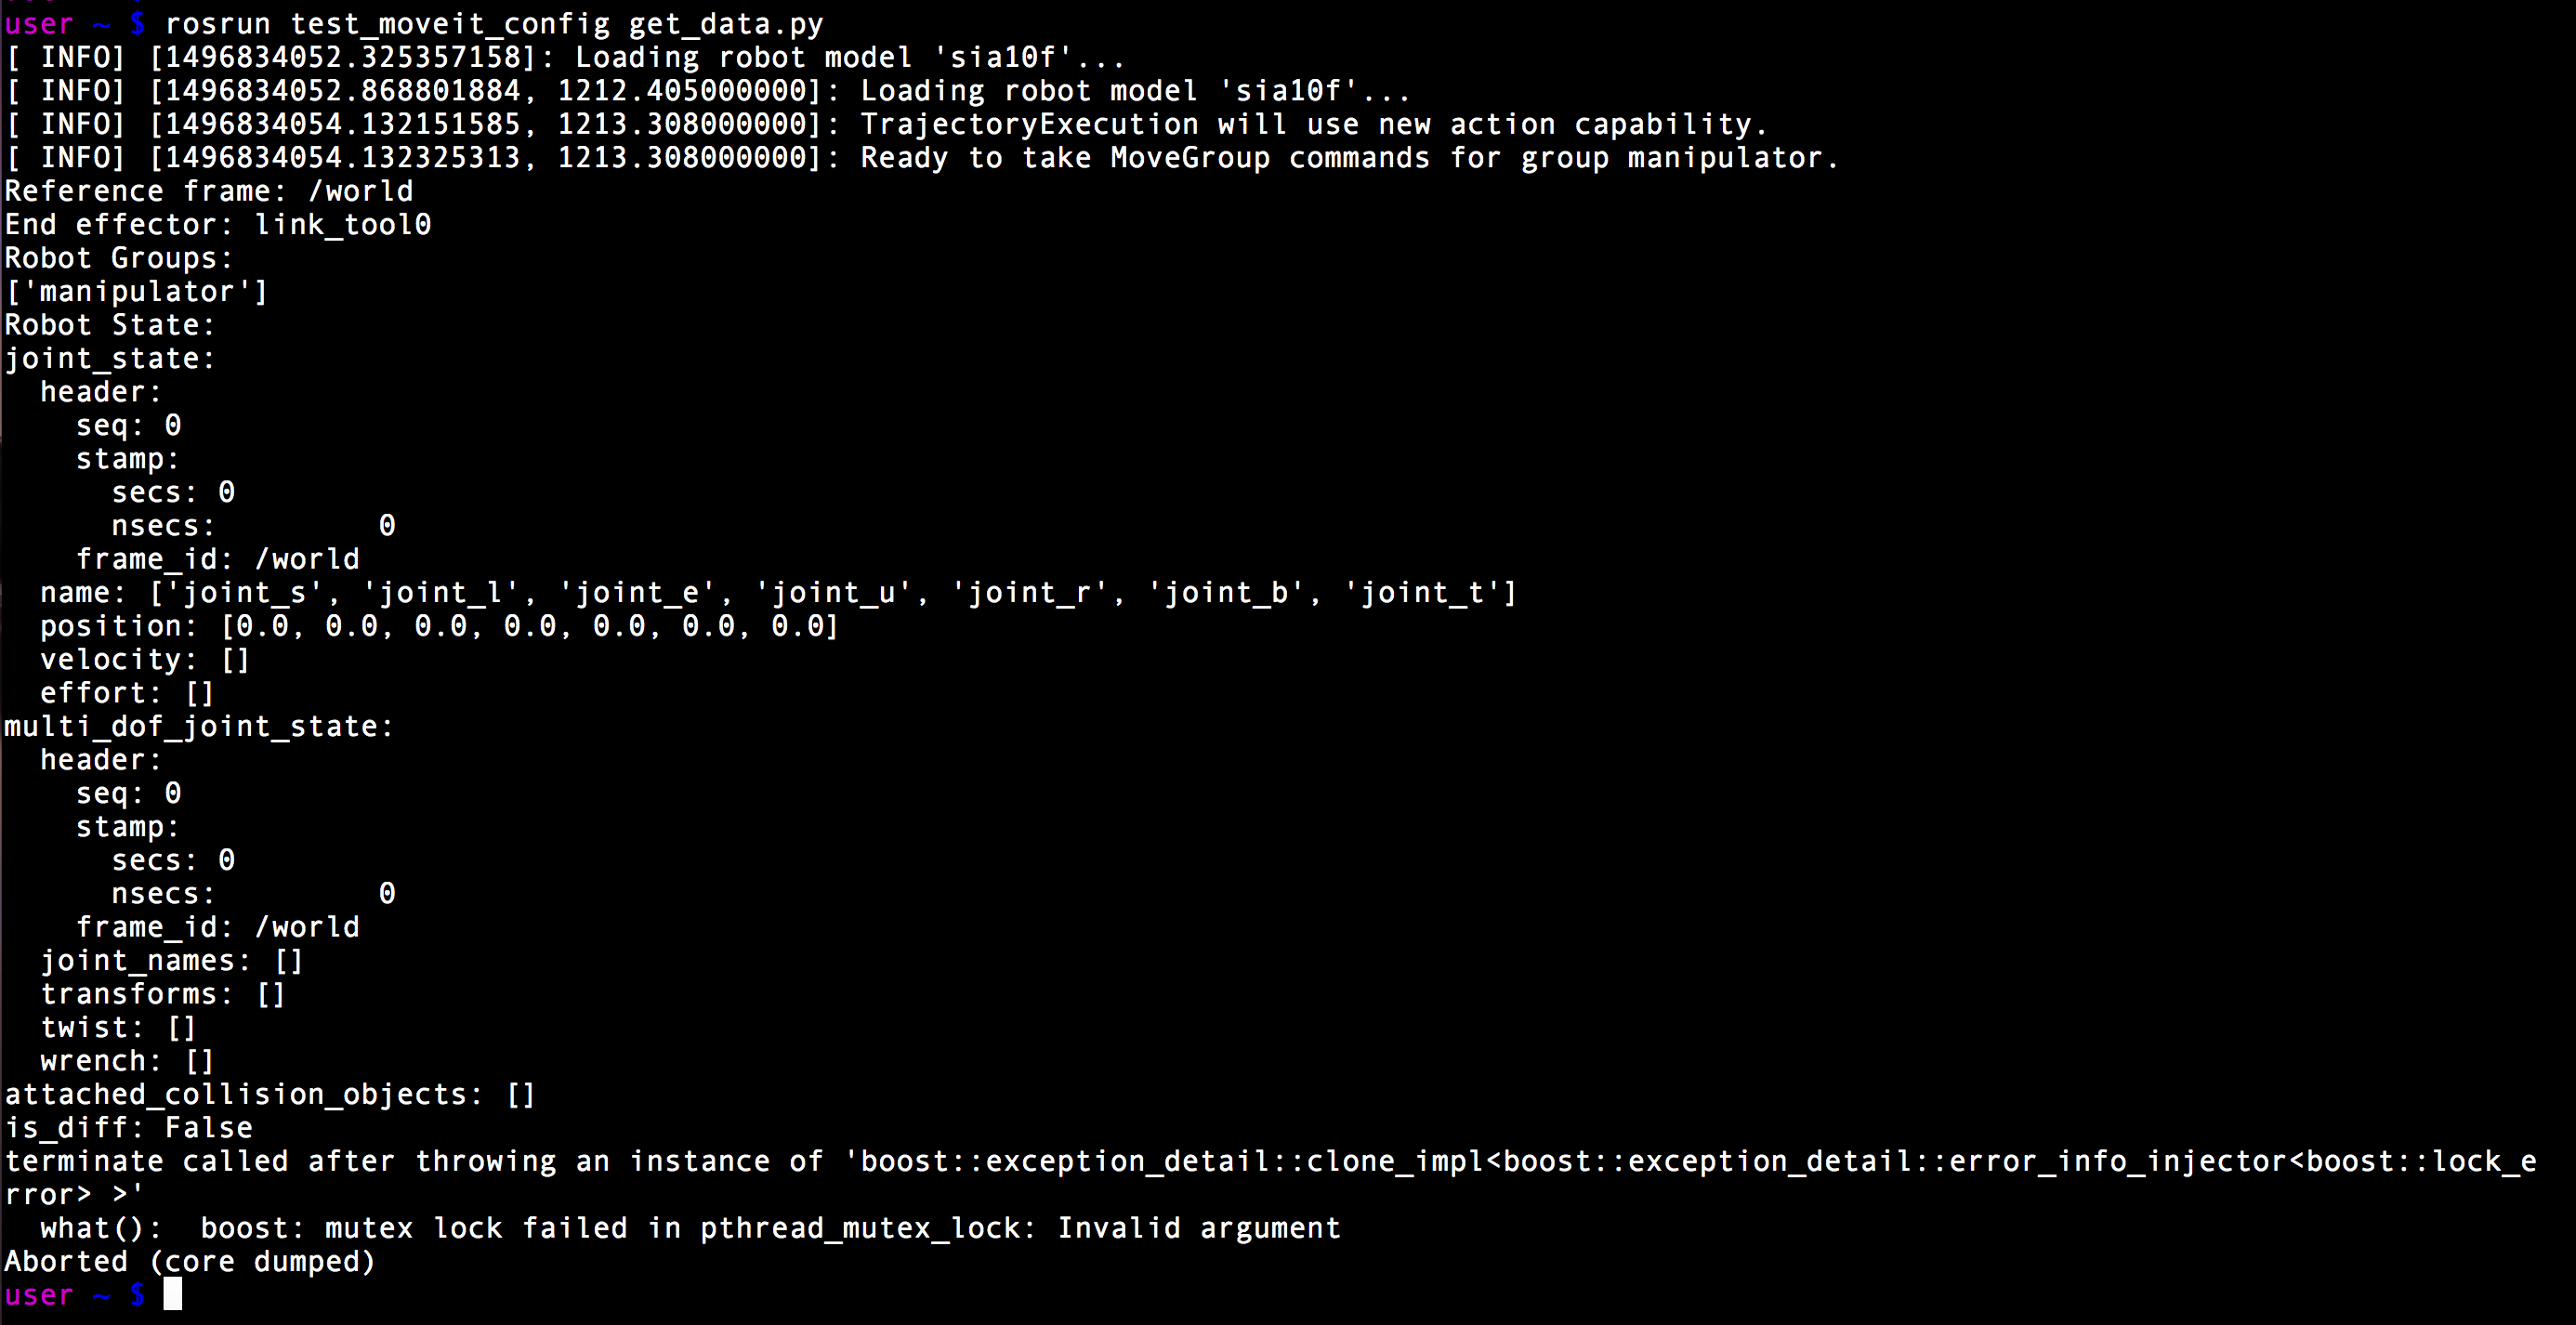 user ~ $ rosrun test_moveit_config get_data.py
[ INFO] [1496834052.325357158]: Loading robot model 'sia10f'...
[ INFO] [1496834052.868801884, 1212.405000000]: Loading robot model 'sia10f'...
[ INFO] [1496834054.132151585, 1213.308000000]: TrajectoryExecution will use new action capability.
[ INFO] [1496834054.132325313, 1213.308000000]: Ready to take MoveGroup commands for group manipulator.
Reference frame: /world
End effector: link_tool0
Robot Groups:
['manipulator']
Robot State:
joint_state:
  header:
    seq: 0
    stamp:
      secs: 0
      nsecs:         0
    frame_id: /world
  name: ['joint_s', 'joint_l', 'joint_e', 'joint_u', 'joint_r', 'joint_b', 'joint_t']
  position: [0.0, 0.0, 0.0, 0.0, 0.0, 0.0, 0.0]
  velocity: []
  effort: []
multi_dof_joint_state:
  header:
    seq: 0
    stamp:
      secs: 0
      nsecs:         0
    frame_id: /world
  joint_names: []
  transforms: []
  twist: []
  wrench: []
attached_collision_objects: []
is_diff: False
terminate called after throwing an instance of 'boost::exception_detail::clone_impl<boost::exception_detail::error_info_injector<boost::lock_e
rror> >'
  what():  boost: mutex lock failed in pthread_mutex_lock: Invalid argument
Aborted (core dumped)
user ~ $